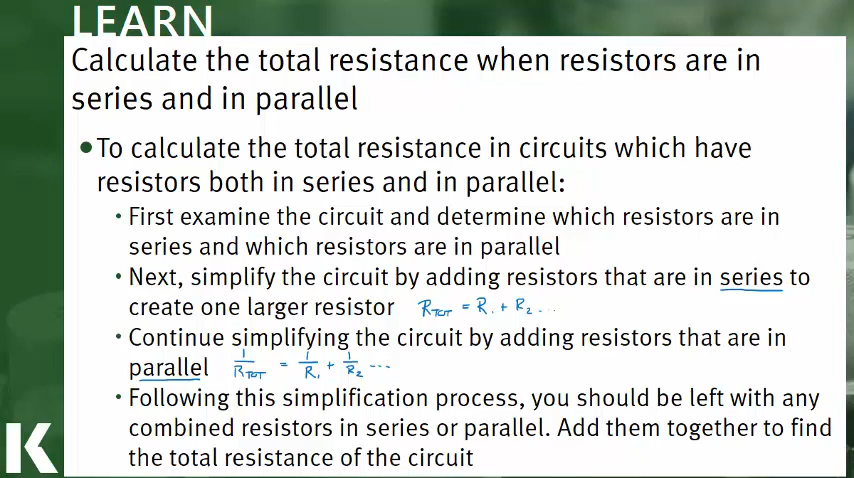 LEARN
Calculate the total resistance when resistors are in
series and in parallel
•To calculate the total resistance in circuits which have
resistors both in series and in parallel:
• First examine the circuit and determine which resistors are in
series and which resistors are in parallel
• Next, simplify the circuit by adding resistors that are in series to
create one larger resistor R_TOT = R_1 + R_2 ...
• Continue simplifying the circuit by adding resistors that are in
parallel 1/R_TOT = 1/R_1 + 1/R_2 ...
• Following this simplification process, you should be left with any
combined resistors in series or parallel. Add them together to find
the total resistance of the circuit
K